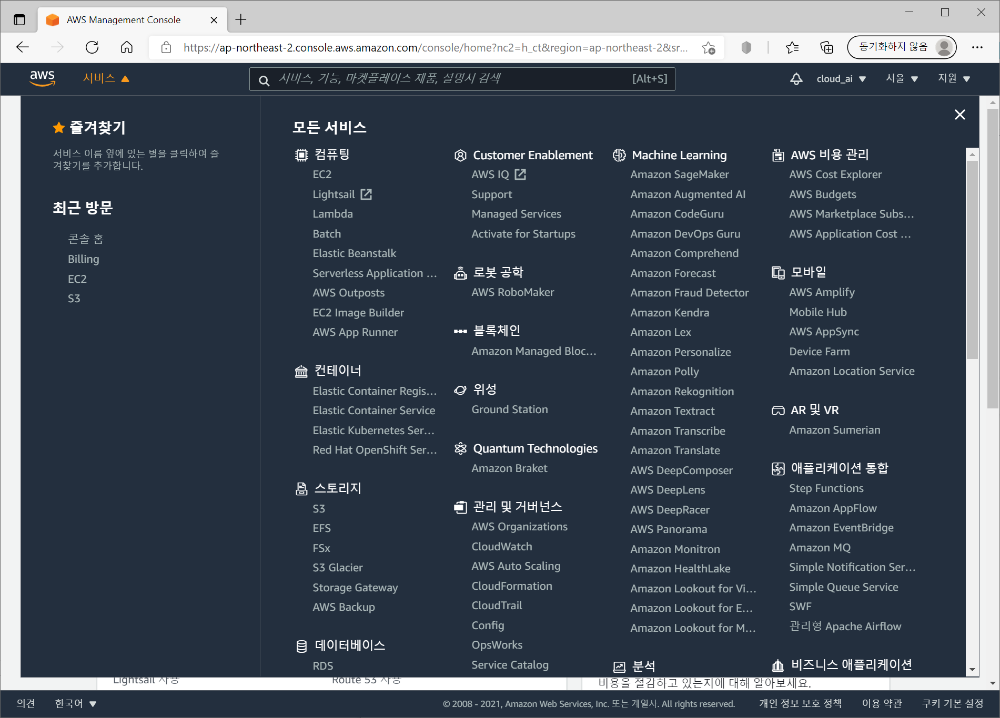 AWS Management Console
https://ap-northeast-2.console.aws.amazon.com/console/home?nc2=h_ct&region=ap-northeast-2&sr...
동기화하지 않음
aws
서비스
서비스, 기능, 마켓플레이스 제품, 설명서 검색
[Alt+S]
cloud_ai
서울
지원
즐겨찾기
서비스 이름 옆에 있는 별을 클릭하여 즐
겨찾기를 추가합니다.
최근 방문
콘솔 홈
Billing
EC2
S3
모든 서비스
컴퓨팅
EC2
Lightsail
Lambda
Batch
Elastic Beanstalk
Serverless Application ...
AWS Outposts
EC2 Image Builder
AWS App Runner
컨테이너
Elastic Container Regis...
Elastic Container Service
Elastic Kubernetes Ser...
Red Hat OpenShift Ser...
스토리지
S3
EFS
FSx
S3 Glacier
Storage Gateway
AWS Backup
데이터베이스
RDS
Customer Enablement
AWS IQ
Support
Managed Services
Activate for Startups
로봇 공학
AWS RoboMaker
블록체인
Amazon Managed Bloc...
위성
Ground Station
Quantum Technologies
Amazon Braket
관리 및 거버넌스
AWS Organizations
CloudWatch
AWS Auto Scaling
CloudFormation
CloudTrail
Config
OpsWorks
Service Catalog
Machine Learning
Amazon SageMaker
Amazon Augmented AI
Amazon CodeGuru
Amazon DevOps Guru
Amazon Comprehend
Amazon Forecast
Amazon Fraud Detector
Amazon Kendra
Amazon Lex
Amazon Personalize
Amazon Polly
Amazon Rekognition
Amazon Textract
Amazon Transcribe
Amazon Translate
AWS DeepComposer
AWS DeepLens
AWS DeepRacer
AWS Panorama
Amazon Monitron
Amazon HealthLake
Amazon Lookout for Vi...
Amazon Lookout for E...
Amazon Lookout for M...
분석
AWS 비용 관리
AWS Cost Explorer
AWS Budgets
AWS Marketplace Subs...
AWS Application Cost ...
모바일
AWS Amplify
Mobile Hub
AWS AppSync
Device Farm
Amazon Location Service
AR 및 VR
Amazon Sumerian
애플리케이션 통합
Step Functions
Amazon AppFlow
Amazon EventBridge
Amazon MQ
Simple Notification Ser...
Simple Queue Service
SWF
관리형 Apache Airflow
비즈니스 애플리케이션
Lightsail 사용
Route 53 사용
비용을 절감하고 있는지에 대해 알아보세요.
의견
한국어
© 2008 - 2021, Amazon Web Services, Inc. 또는 계열사. All rights reserved.
개인 정보 보호 정책
이용 약관
쿠키 기본 설정